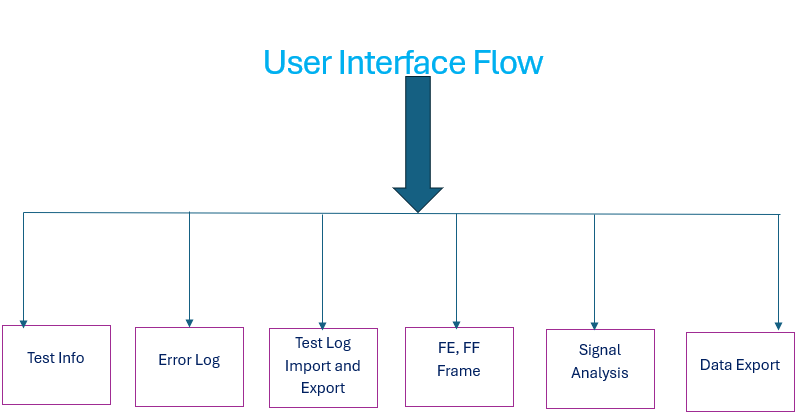 User Interface Flow
Test Info
Error Log
Test Log
Import and
Export
FE, FF
Frame
Signal
Analysis
Data Export